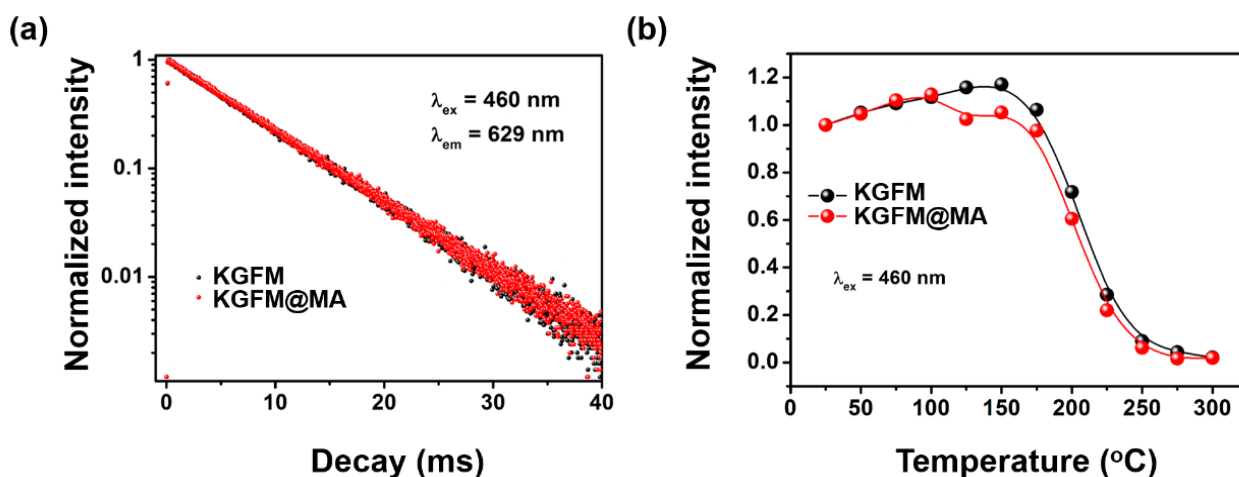 (a)
Normalized intensity
1
0.1
0.01
λex = 460 nm
λem = 629 nm
KGFM
KGFM@MA
0 10 20 30 40
Decay (ms)
(b)
Normalized intensity
1.2
1.0
0.8
0.6
0.4
0.2
0.0
KGFM
KGFM@MA
λex = 460 nm
0 50 100 150 200 250 300
Temperature (oC)